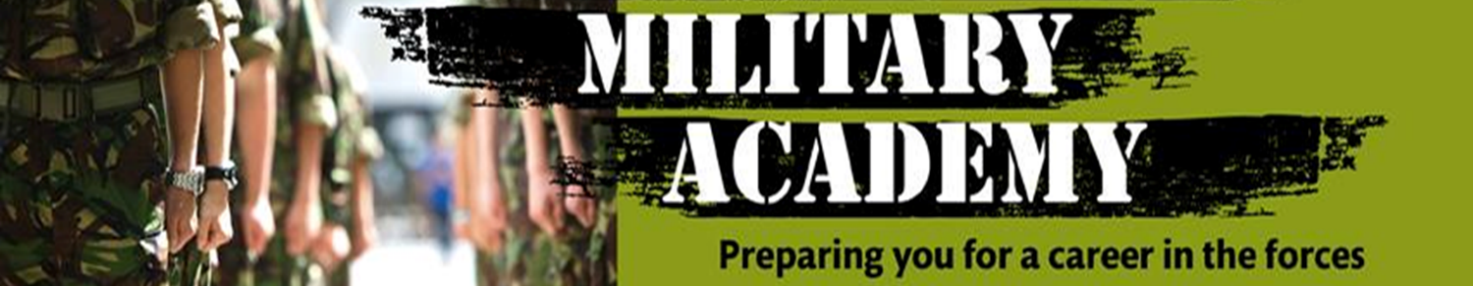 MILITARY
ACADEMY
Preparing you for a career in the forces